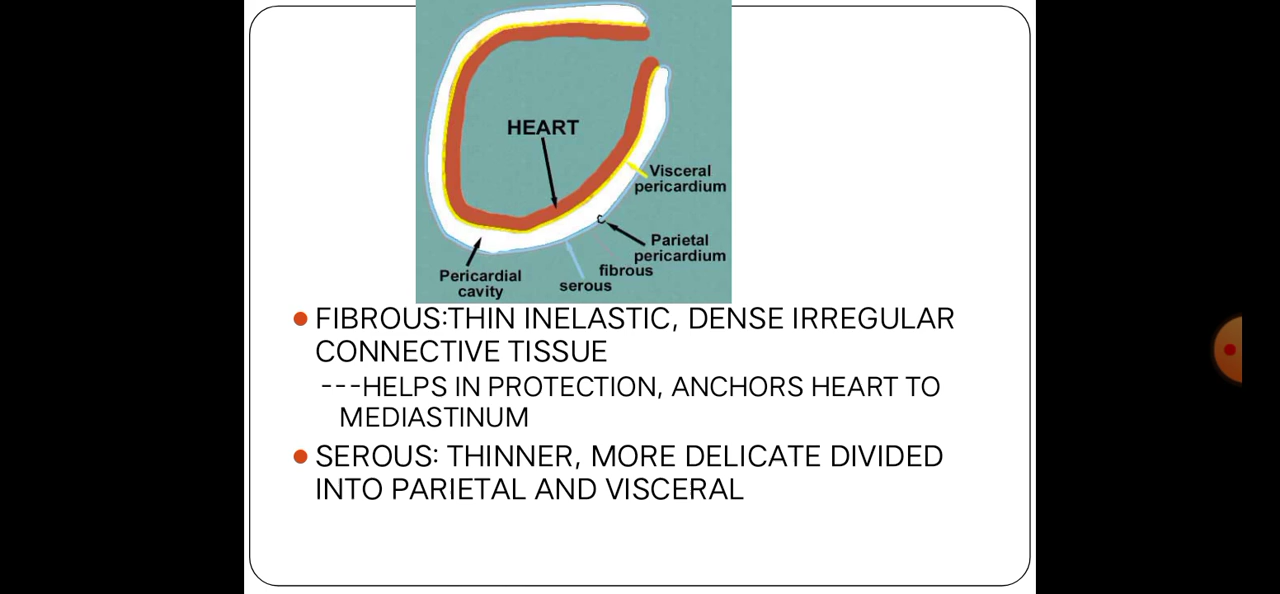 HEART
Visceral
pericardium
Parietal
pericardium
fibrous
serous
Pericardial
cavity
FIBROUS:THIN INELASTIC, DENSE IRREGULAR
CONNECTIVE TISSUE
---HELPS IN PROTECTION, ANCHORS HEART TO
MEDIASTINUM
SEROUS: THINNER, MORE DELICATE DIVIDED
INTO PARIETAL AND VISCERAL